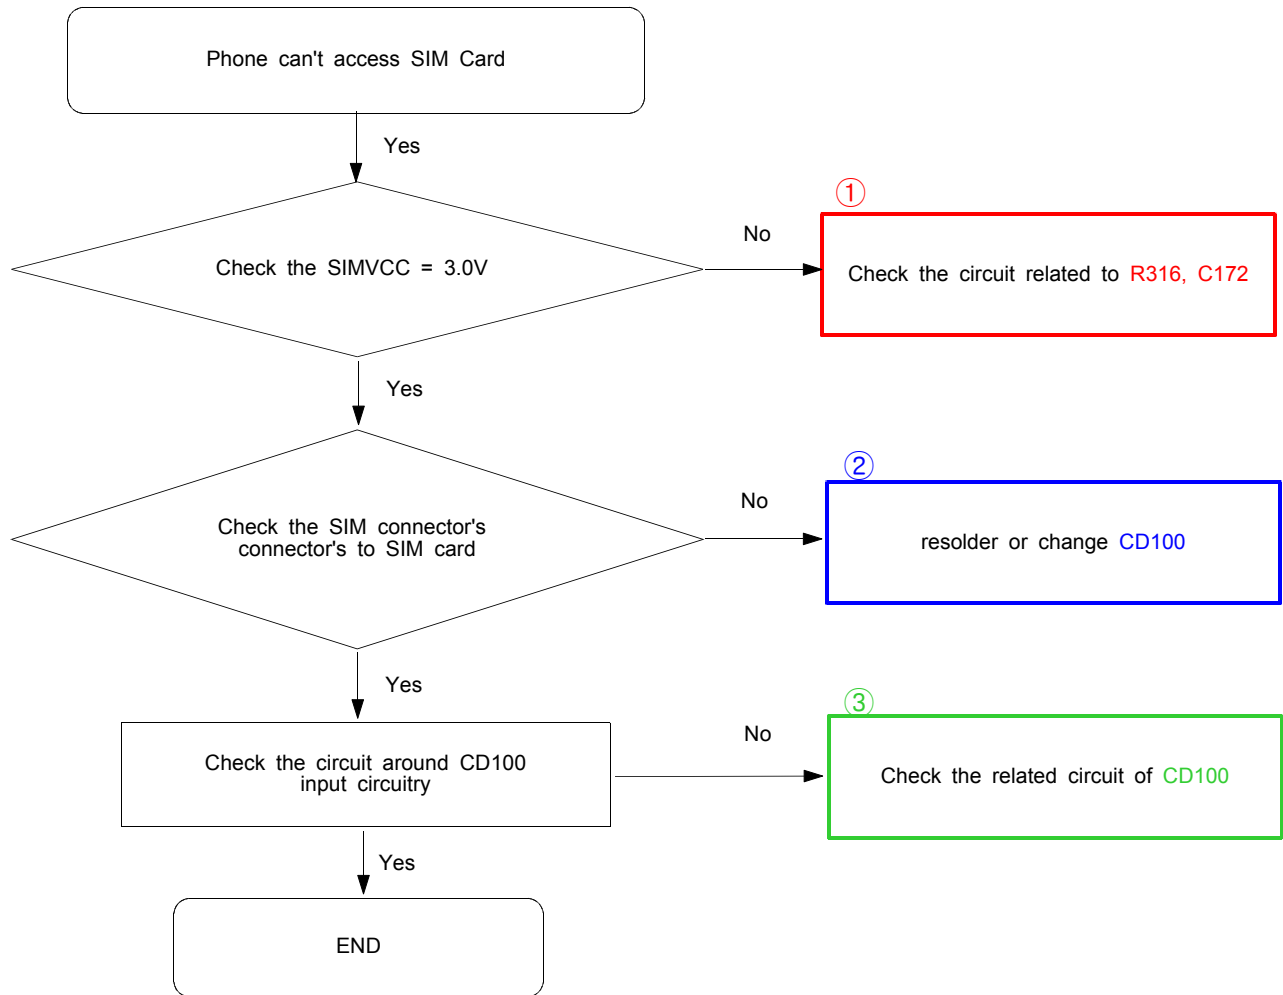 Phone can't access SIM Card
Yes
①
No
Check the SIMVCC = 3.0V
Check the circuit related to R316, C172
Yes
②
No
Check the SIM connector's
connector's to SIM card
resolder or change CD100
Yes
③
No
Check the circuit around CD100
input circuitry
Check the related circuit of CD100
Yes
END